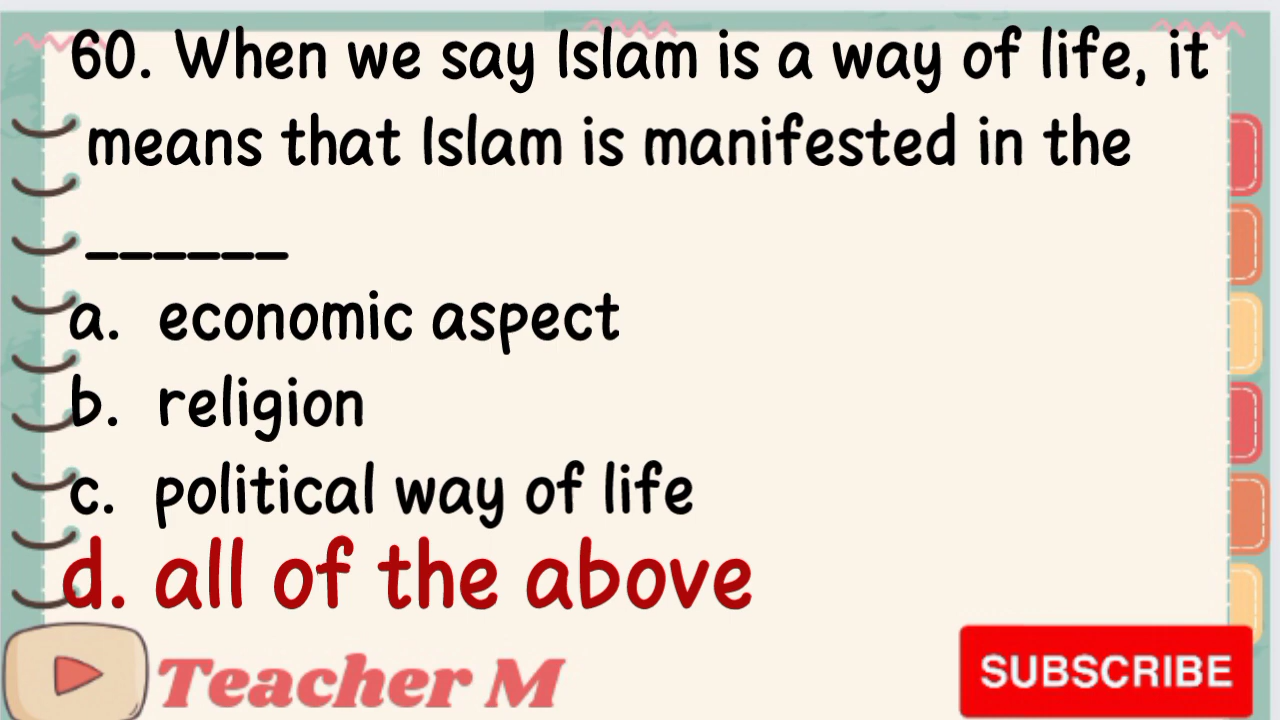 60. When we say Islam is a way of life, it
means that Islam is manifested in the
______
a. economic aspect
b. religion
c. political way of life
d. all of the above
Teacher M
SUBSCRIBE